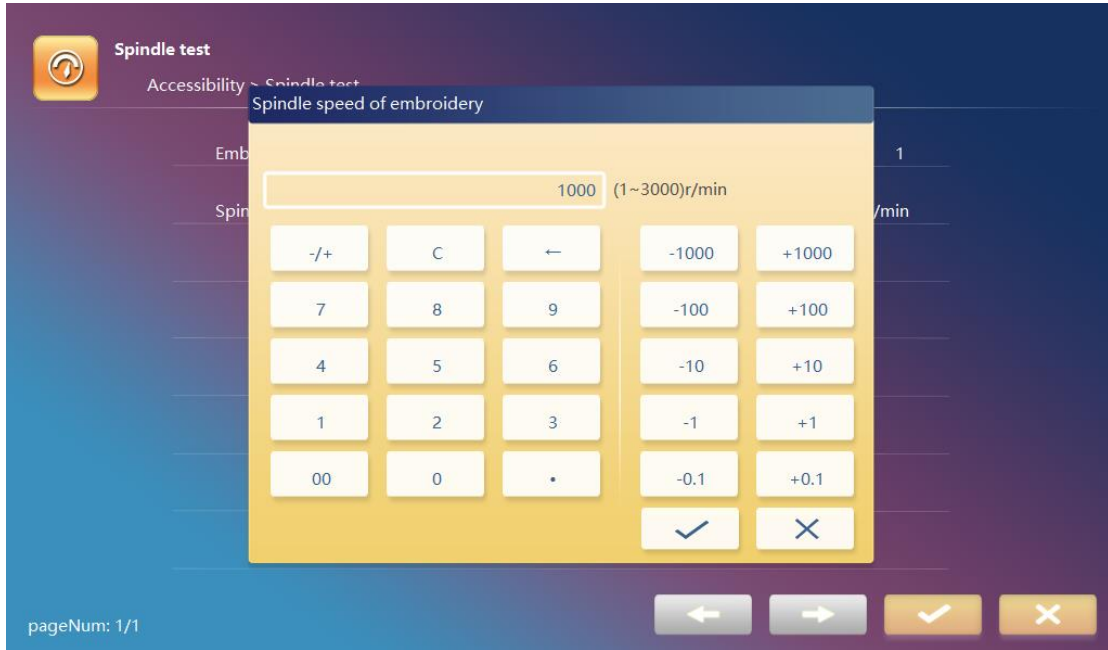 Spindle test
Accessibility > Spindle test
Spindle speed of embroidery
Emb
1
1000 (1~3000)r/min
Spin
/min
-/+ C ← -1000 +1000
7 8 9 -100 +100
4 5 6 -10 +10
1 2 3 -1 +1
00 0 . -0.1 +0.1
pageNum: 1/1